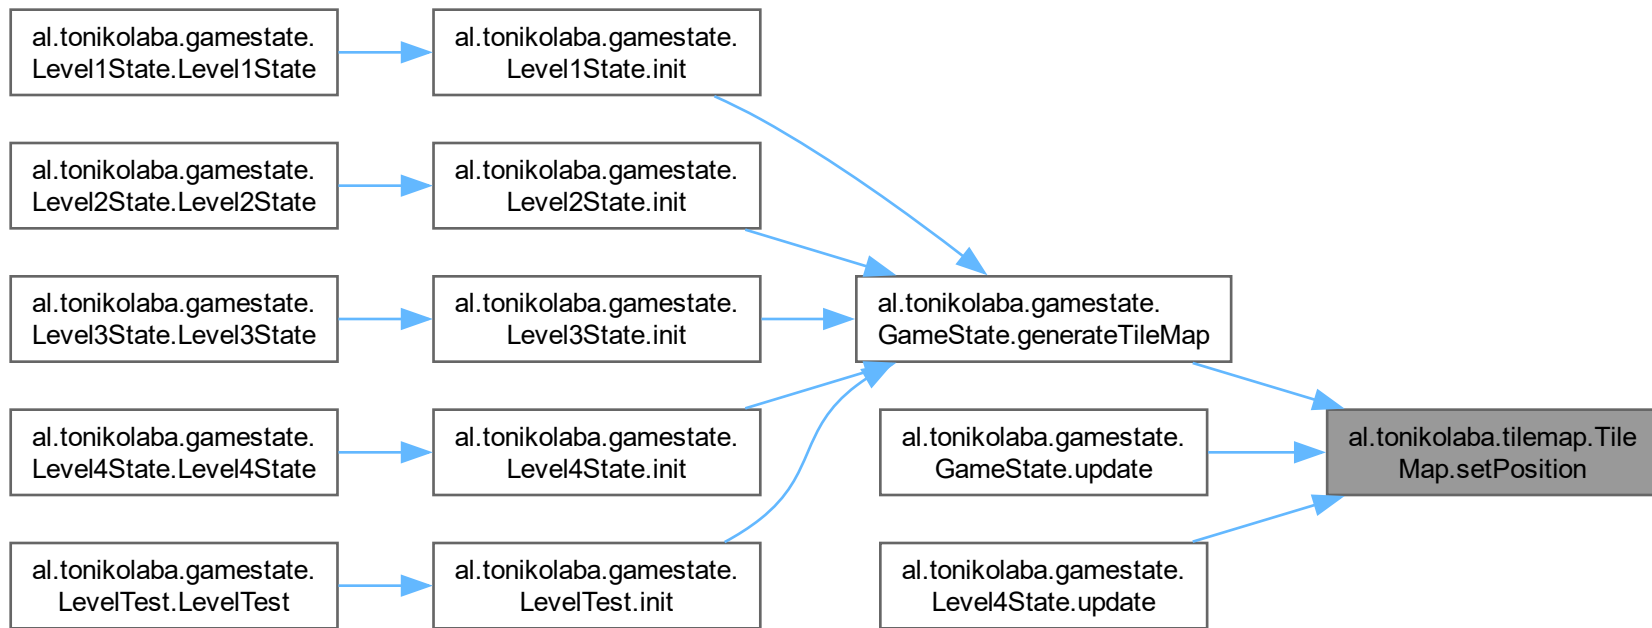 al.tonikolaba.gamestate.
Level1State.Level1State
al.tonikolaba.gamestate.
Level1State.init
al.tonikolaba.gamestate.
Level2State.Level2State
al.tonikolaba.gamestate.
Level2State.init
al.tonikolaba.gamestate.
Level3State.Level3State
al.tonikolaba.gamestate.
Level3State.init
al.tonikolaba.gamestate.
GameState.generateTileMap
al.tonikolaba.gamestate.
Level4State.Level4State
al.tonikolaba.gamestate.
Level4State.init
al.tonikolaba.gamestate.
GameState.update
al.tonikolaba.tilemap.Tile
Map.setPosition
al.tonikolaba.gamestate.
LevelTest.LevelTest
al.tonikolaba.gamestate.
LevelTest.init
al.tonikolaba.gamestate.
Level4State.update